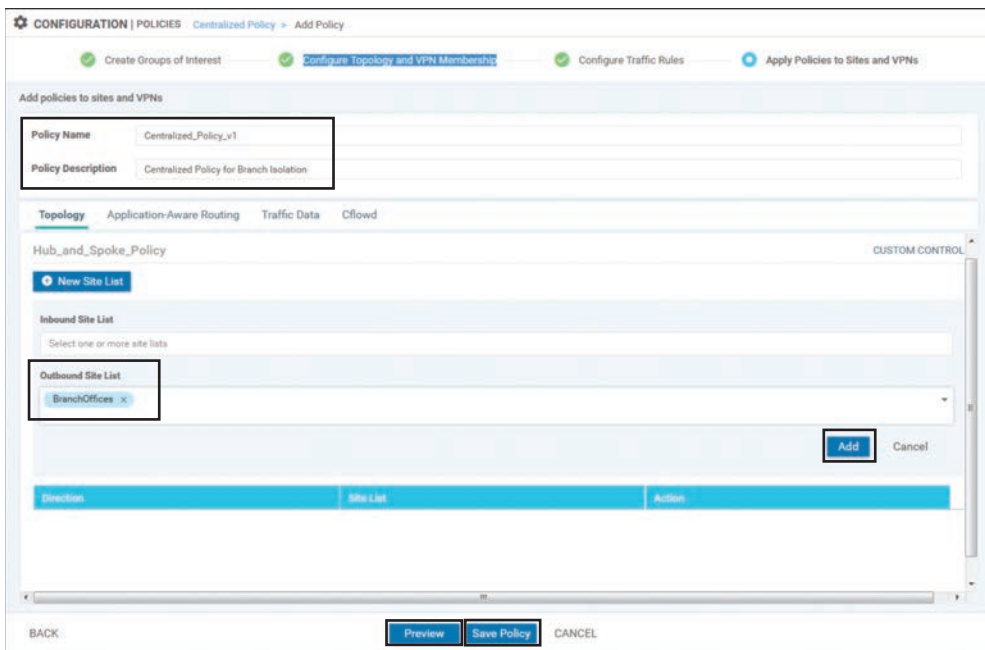 CONFIGURATION | POLICIES Centralized Policy > Add Policy
Create Groups of Interest Configure Topology and VPN Membership Configure Traffic Rules Apply Policies to Sites and VPNs
Add policies to sites and VPNs
Policy Name Centralized_Policy_v1
Policy Description Centralized Policy for Branch Isolation
Topology Application-Aware Routing Traffic Data Cflowd
Hub_and_Spoke_Policy CUSTOM CONTROL
New Site List
Inbound Site List
Select one or more site lists
Outbound Site List
BranchOffices ×
Add Cancel
Direction Site List Action
BACK Preview Save Policy CANCEL